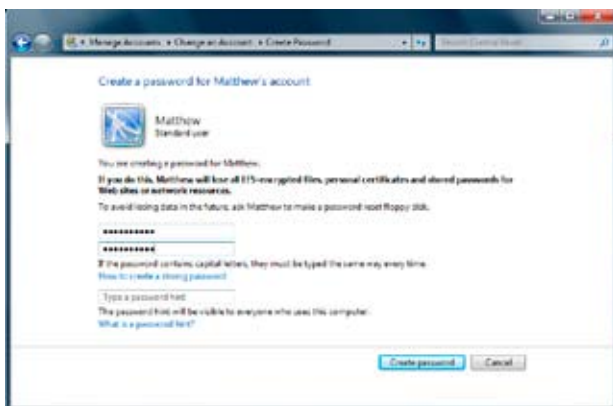 Manage Accounts ▸ Change an Account ▸ Create Password
Search Control Panel
Create a password for Matthew's account
Matthew
Standard user
You are creating a password for Matthew.
If you do this, Matthew will lose all EFS-encrypted files, personal certificates and stored passwords for
Web sites or network resources.
To avoid losing data in the future, ask Matthew to make a password reset floppy disk.
••••••••••
••••••••••
If the password contains capital letters, they must be typed the same way every time.
How to create a strong password
Type a password hint
The password hint will be visible to everyone who uses this computer.
What is a password hint?
Create password
Cancel